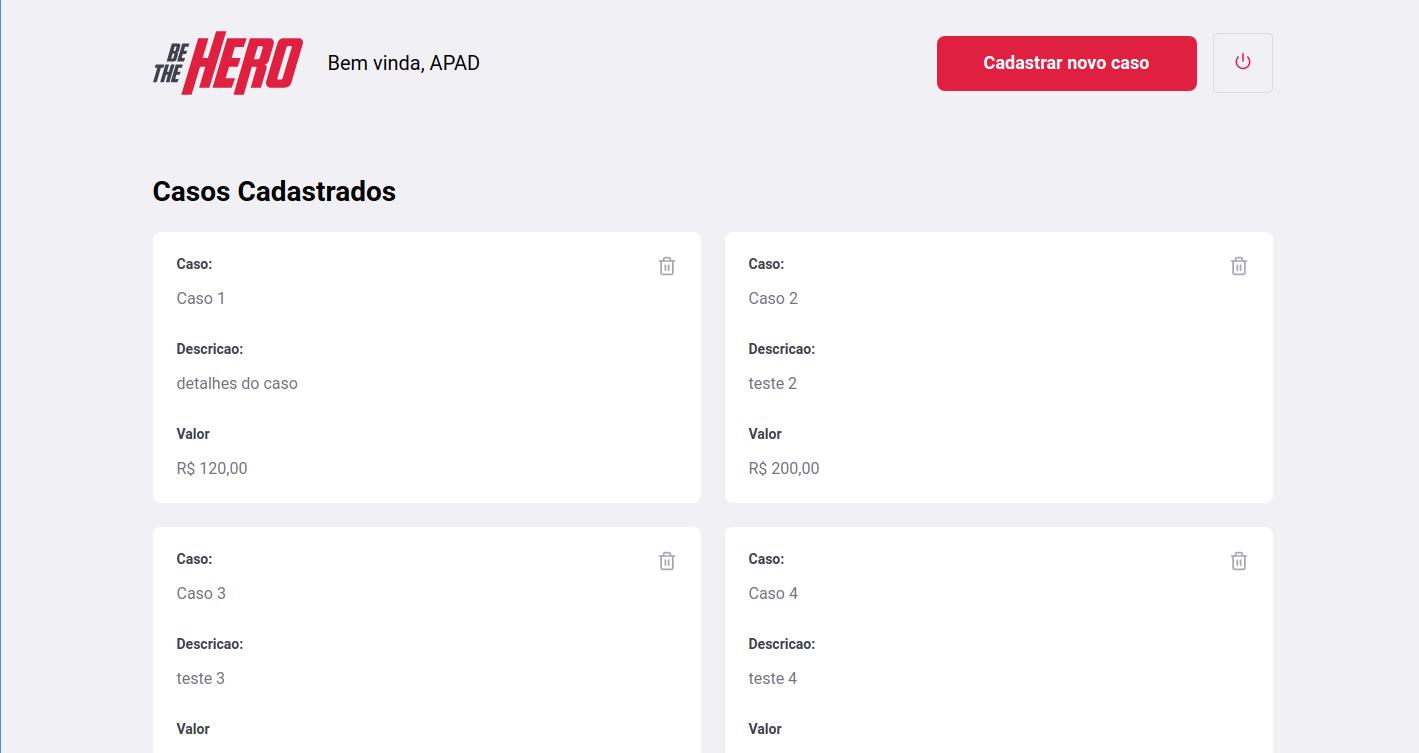 BE
THE HERO
Bem vinda, APAD
Cadastrar novo caso
Casos Cadastrados
Caso:
Caso 1
Descricao:
detalhes do caso
Valor
R$ 120,00
Caso:
Caso 2
Descricao:
teste 2
Valor
R$ 200,00
Caso:
Caso 3
Descricao:
teste 3
Valor
Caso:
Caso 4
Descricao:
teste 4
Valor